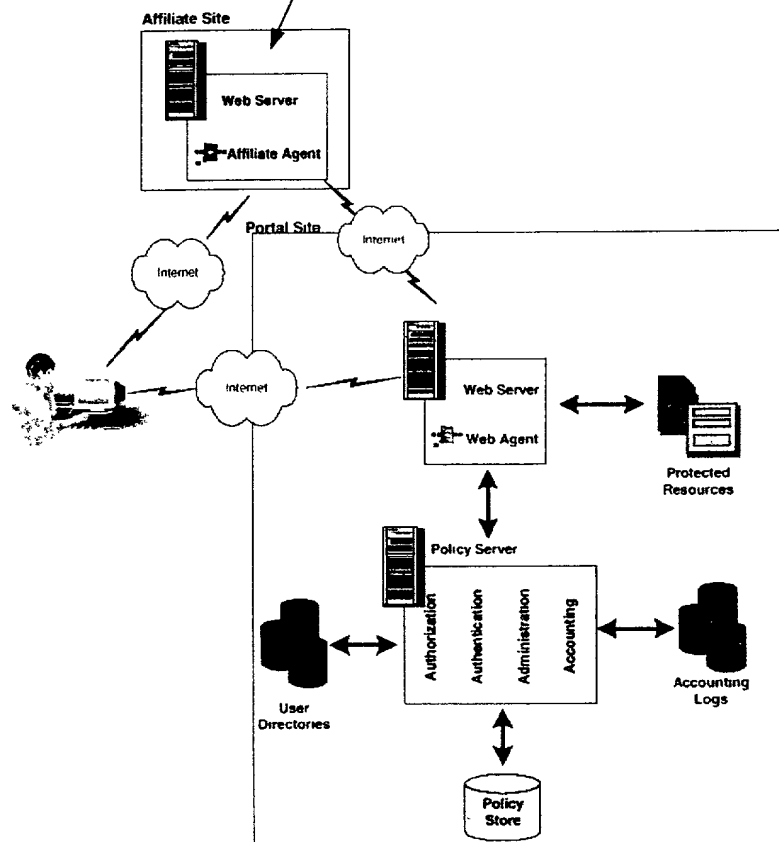 Affiliate Site
Web Server
Affiliate Agent
Portal Site
Internet
Internet
Internet
Web Server
Web Agent
Protected
Resources
Policy Server
Authorization
Authentication
Administration
Accounting
User
Directories
Accounting
Logs
Policy
Store